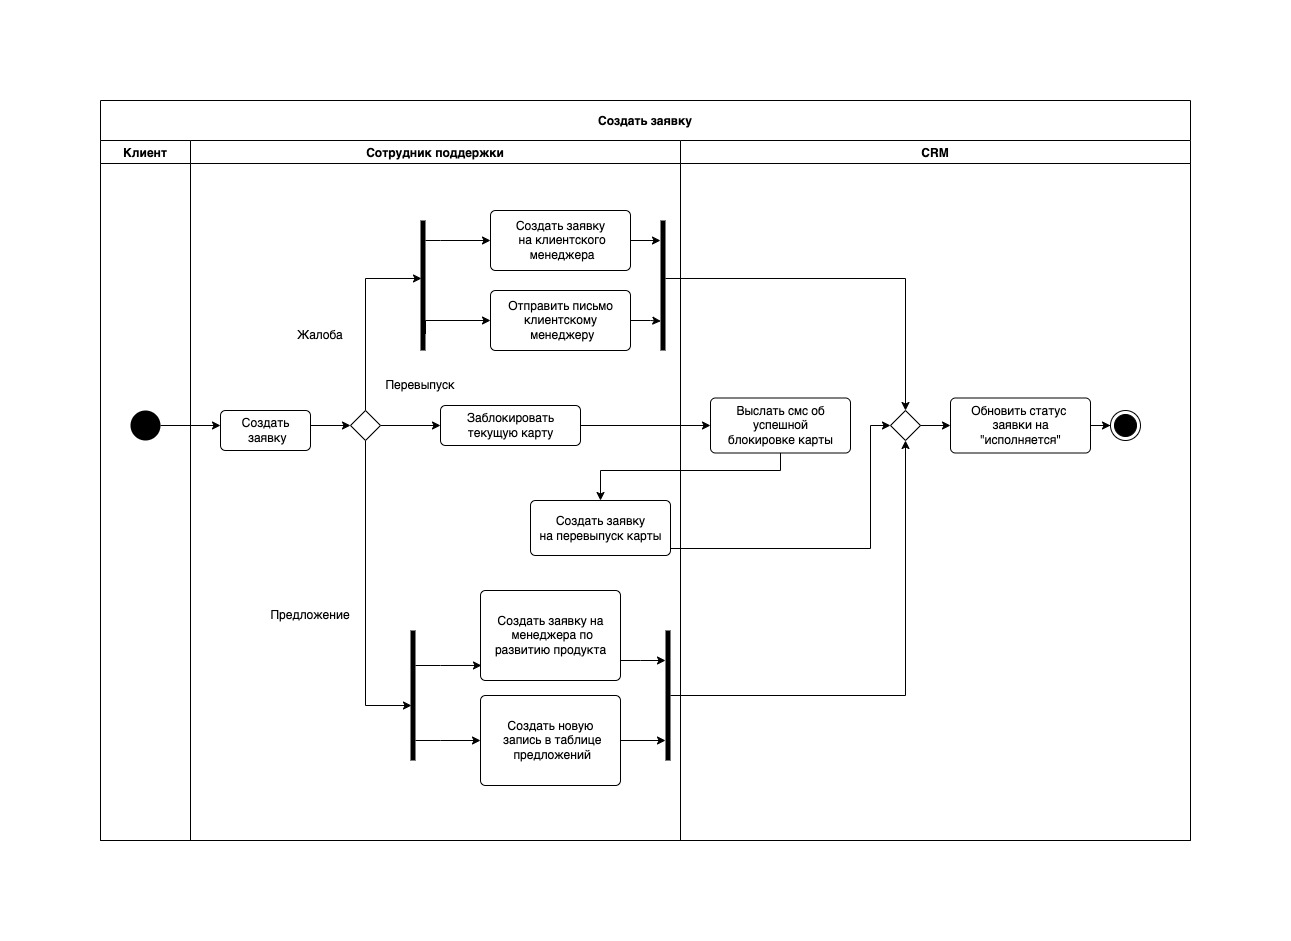 Создать заявку
Клиент
Сотрудник поддержки
CRM
Создать заявку
на клиентского
менеджера
Отправить письмо
клиентскому
менеджеру
Жалоба
Перевыпуск
Создать
заявку
Заблокировать
текущую карту
Выслать смс об
успешной
блокировке карты
Обновить статус
заявки на
"исполняется"
Создать заявку
на перевыпуск карты
Предложение
Создать заявку на
менеджера по
развитию продукта
Создать новую
запись в таблице
предложений